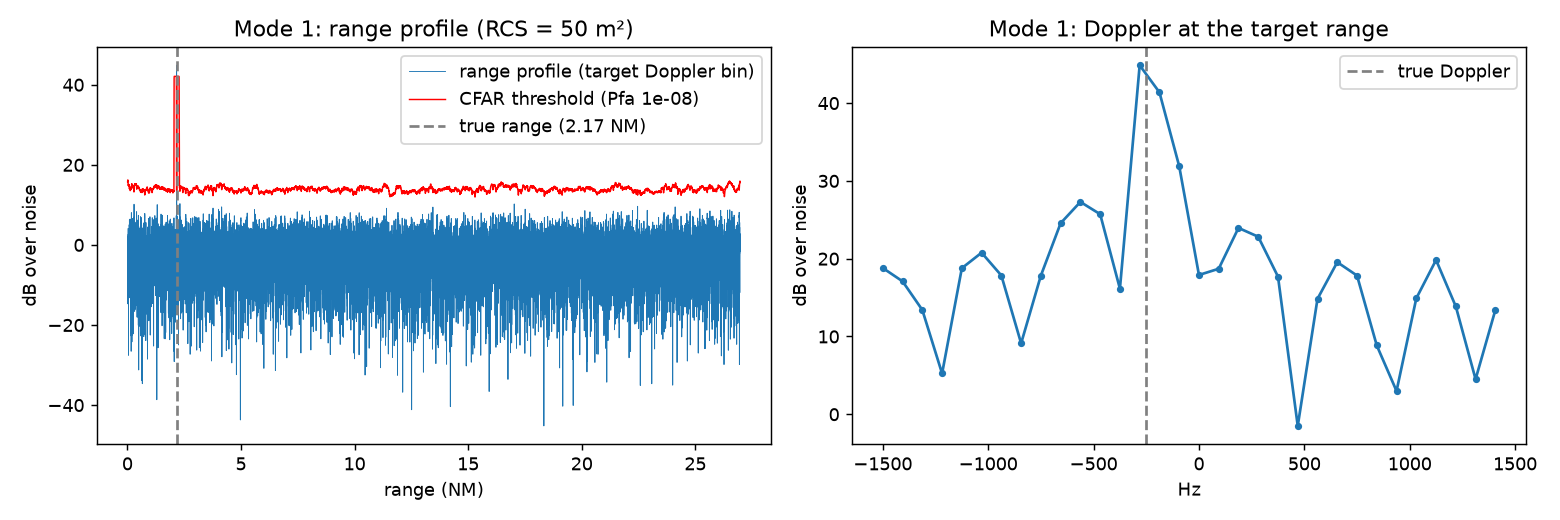 Mode 1: range profile (RCS = 50 m²)
dB over noise
40
20
0
−20
−40
range profile (target Doppler bin)
CFAR threshold (Pfa 1e-08)
true range (2.17 NM)
0 5 10 15 20 25
range (NM)
Mode 1: Doppler at the target range
dB over noise
40
30
20
10
0
true Doppler
−1500 −1000 −500 0 500 1000 1500
Hz